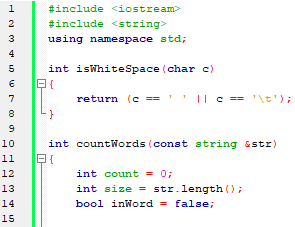 1 #include <iostream>
2 #include <string>
3 using namespace std;
4
5 int isWhiteSpace(char c)
6 {
7     return (c == ' ' || c == '\t');
8 }
9
10 int countWords(const string &str)
11 {
12     int count = 0;
13     int size = str.length();
14     bool inWord = false;
15